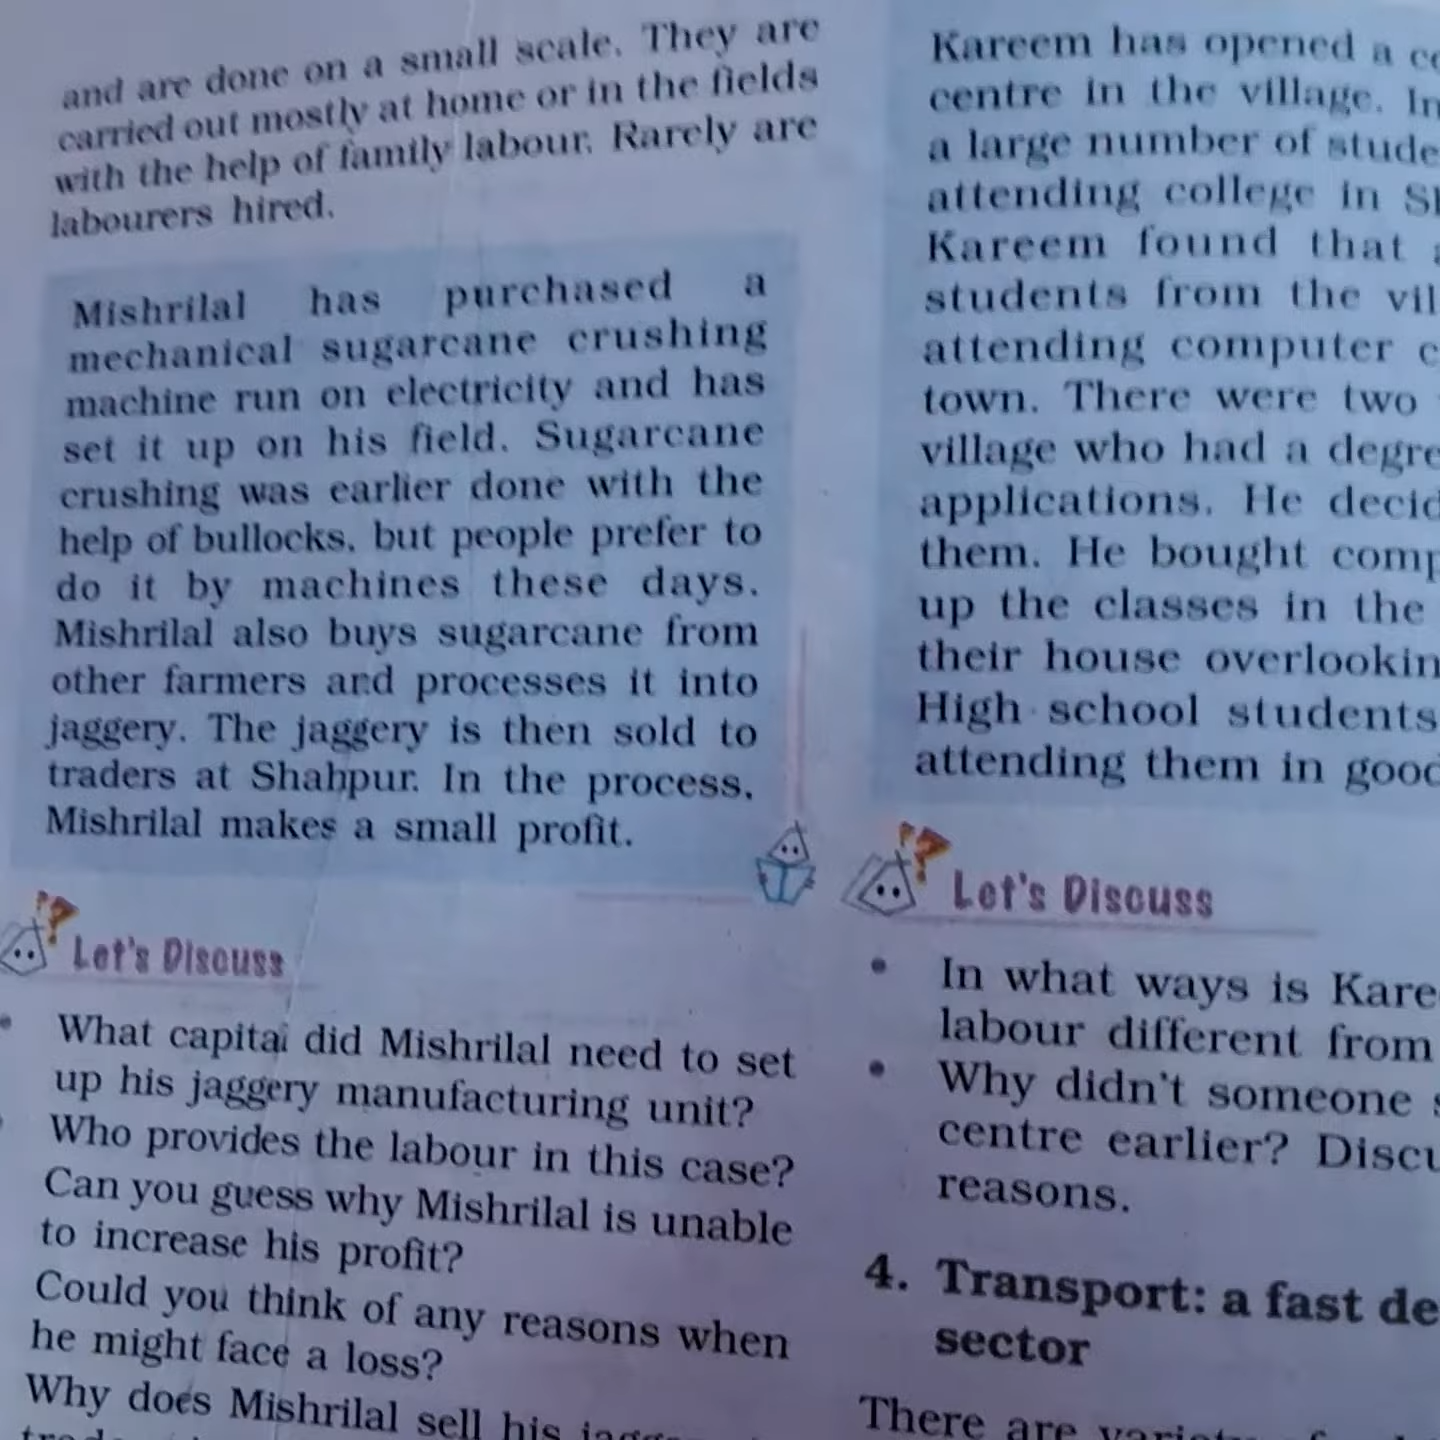 and are done on a small scale. They are
carried out mostly at home or in the fields
with the help of family labour. Rarely are
labourers hired.
Mishrilal has purchased a
mechanical sugarcane crushing
machine run on electricity and has
set it up on his field. Sugarcane
crushing was earlier done with the
help of bullocks, but people prefer to
do it by machines these days.
Mishrilal also buys sugarcane from
other farmers and processes it into
jaggery. The jaggery is then sold to
traders at Shahpur. In the process,
Mishrilal makes a small profit.
Let's Discuss
• What capital did Mishrilal need to set
up his jaggery manufacturing unit?
• Who provides the labour in this case?
Can you guess why Mishrilal is unable
to increase his profit?
Could you think of any reasons when
he might face a loss?
Why does Mishrilal sell his
Kareem has opened a
centre in the village. In
a large number of
attending college in
Kareem found that
students from the
attending computer
town. There were two
village who had a
applications. He
them. He bought
up the classes in the
their house
High school students
attending them in
Let's Discuss
• In what ways is
labour different from
• Why didn't someone
centre earlier?
reasons.
4. Transport: a fast
sector
There are